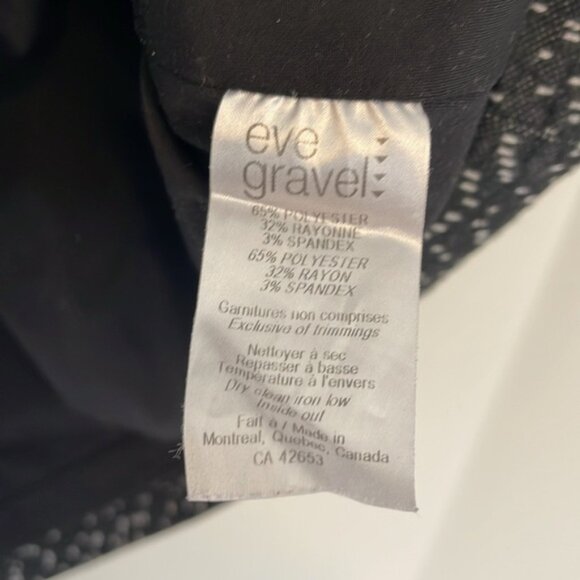 eve
gravel
65% POLYESTER
32% RAYONNE
3% SPANDEX
65% POLYESTER
32% RAYON
3% SPANDEX
Garnitures non comprises
Exclusive of trimmings
Nettoyer à sec
Repasser à basse
Température à l'envers
Dry clean iron low
Inside out
Fait à / Made in
Montreal, Quebec, Canada
CA 42653